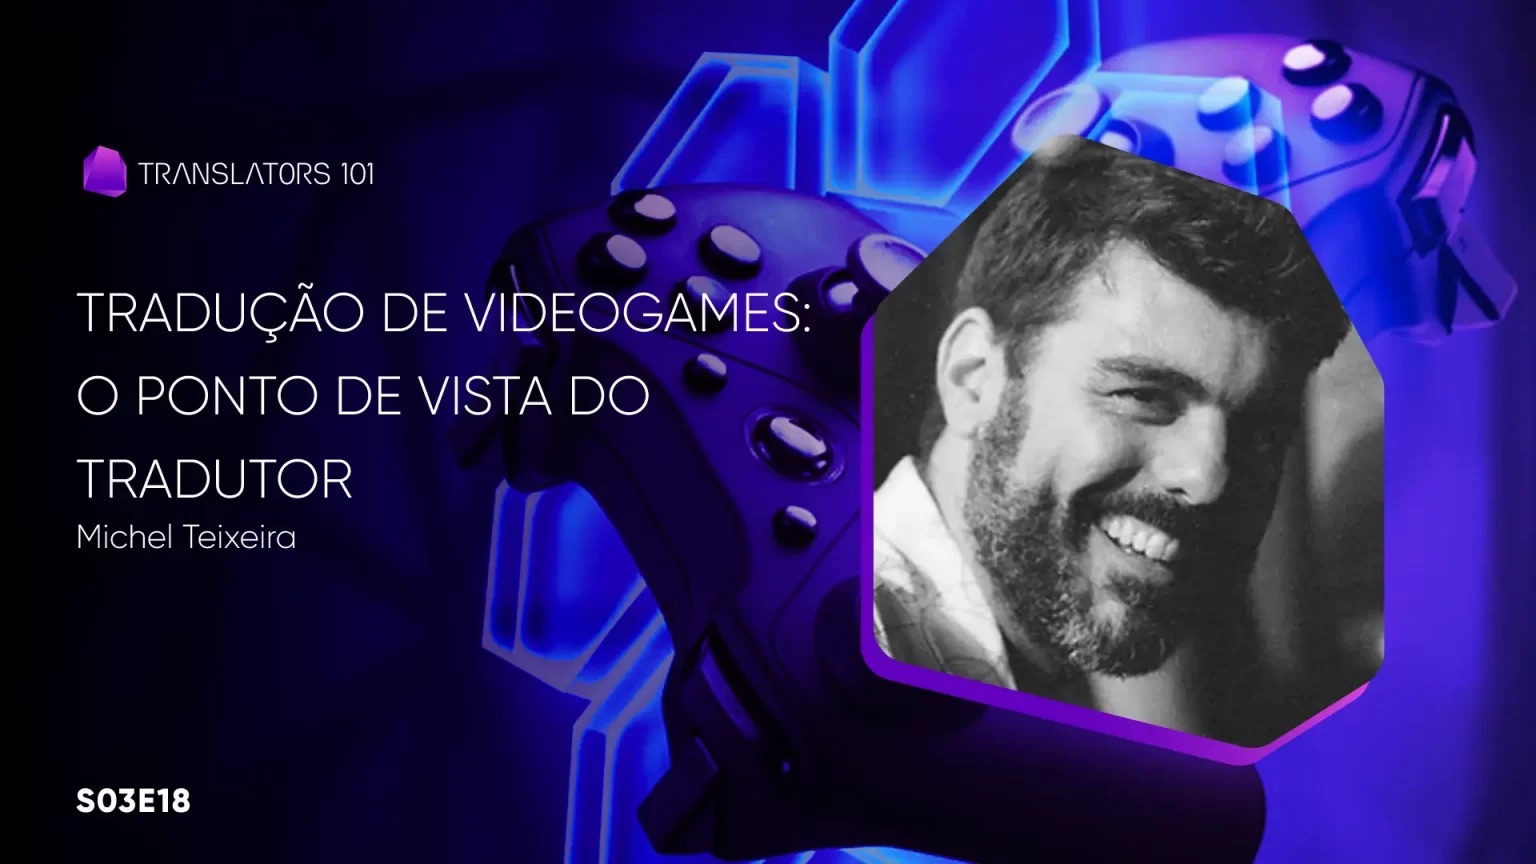 TRANSLATORS 101
TRADUÇÃO DE VIDEOGAMES:
O PONTO DE VISTA DO
TRADUTOR
Michel Teixeira
S03E18